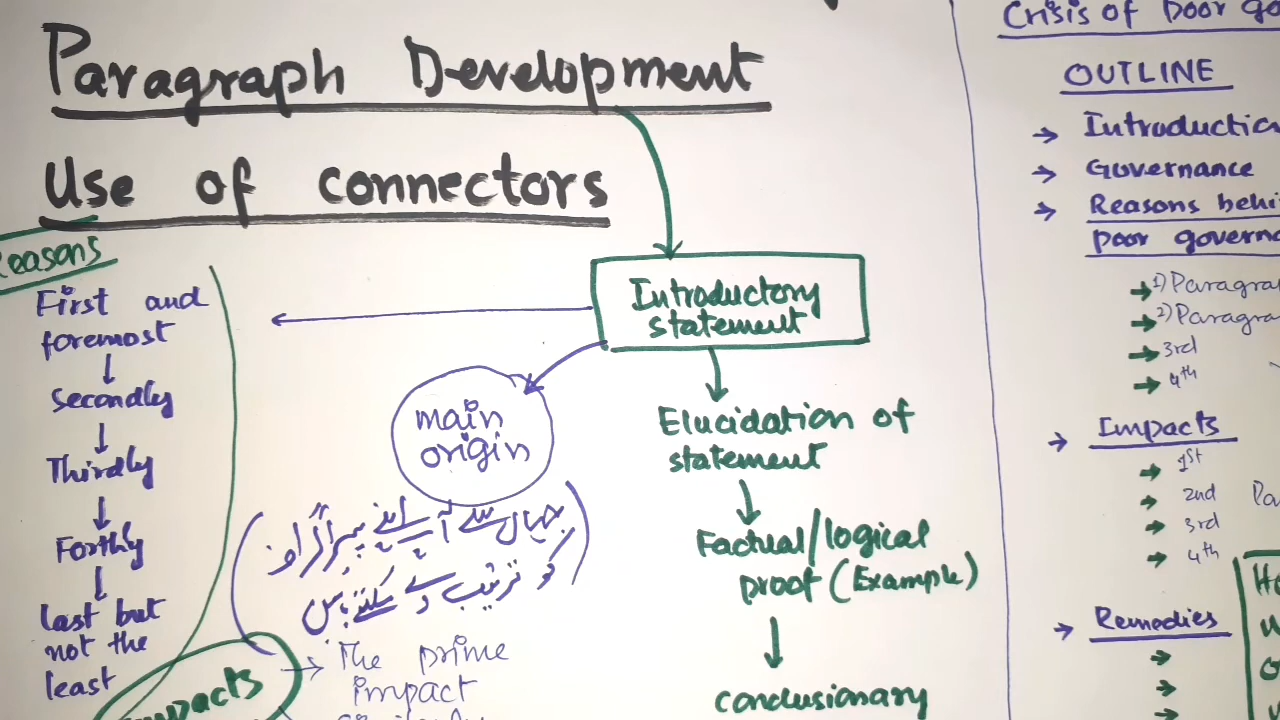 Paragraph Development
Use of connectors
Reasons
First and
foremost
Secondly
Thirdly
Forthly
last but
not the
least
Impacts
Introductory
statement
main
origin
جہاں سے آپ اپنے پیراگراف
کو ترتیب دے سکتے ہیں
The prime
impact
Elucidation of
statement
Factual/logical
proof (Example)
conclusionary
Crisis of Poor
OUTLINE
Introduction
Governance
Reasons behi
Poor governa
1) Paragra
2) Paragra
3rd
4th
Impacts
1st
2nd
3rd
4th
Remedies